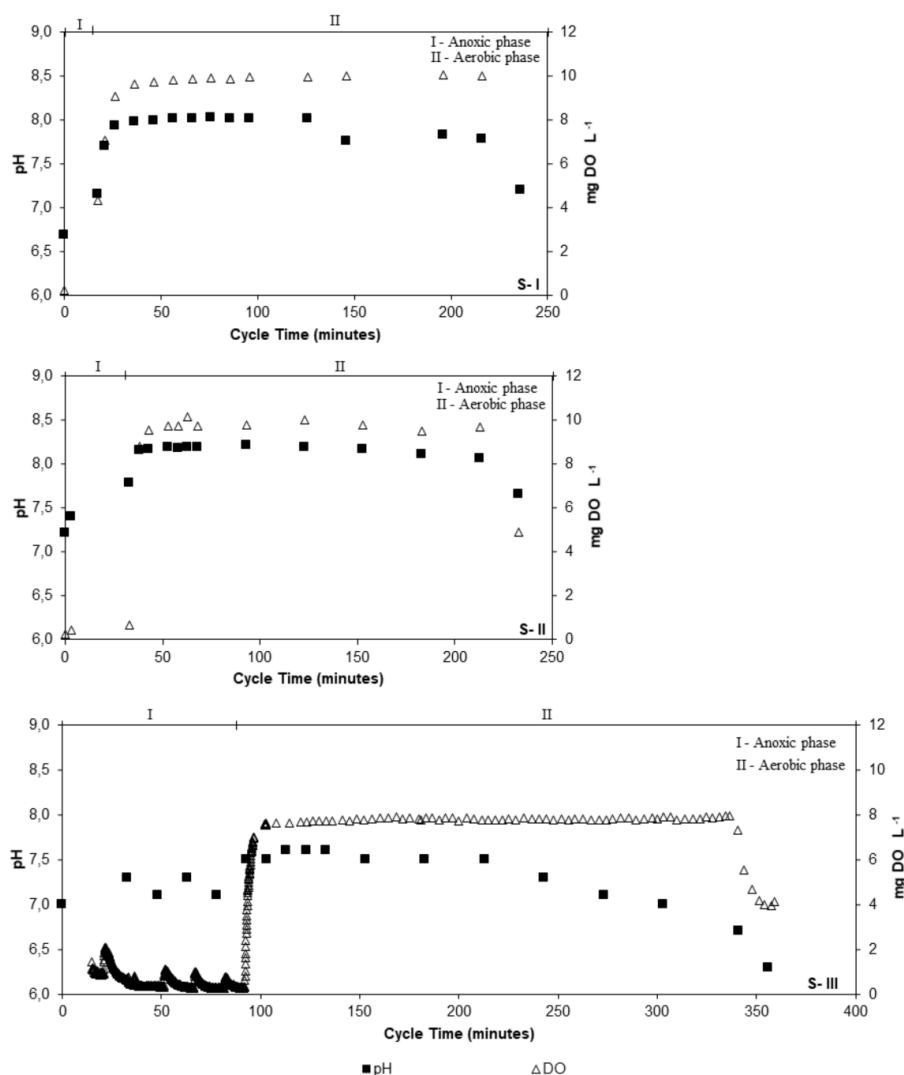 I II
9,0 12
I - Anoxic phase
II - Aerobic phase
8,5 10
8,0 8
7,5
pH
mg DO L⁻¹
6
7,0 4
6,5 2
S- I
6,0 0
0 50 100 150 200 250
Cycle Time (minutes)
I II
9,0 12
I - Anoxic phase
II - Aerobic phase
8,5 10
8,0 8
7,5
pH
mg DO L⁻¹
6
7,0 4
6,5 2
S- II
6,0 0
0 50 100 150 200 250
Cycle Time (minutes)
I II
9,0 12
I - Anoxic phase
8,5 10
II - Aerobic phase
8,0 8
7,5 6
pH
mg DO L⁻¹
7,0 4
6,5 2
S- III
6,0 0
0 50 100 150 200 250 300 350 400
Cycle Time (minutes)
pH DO